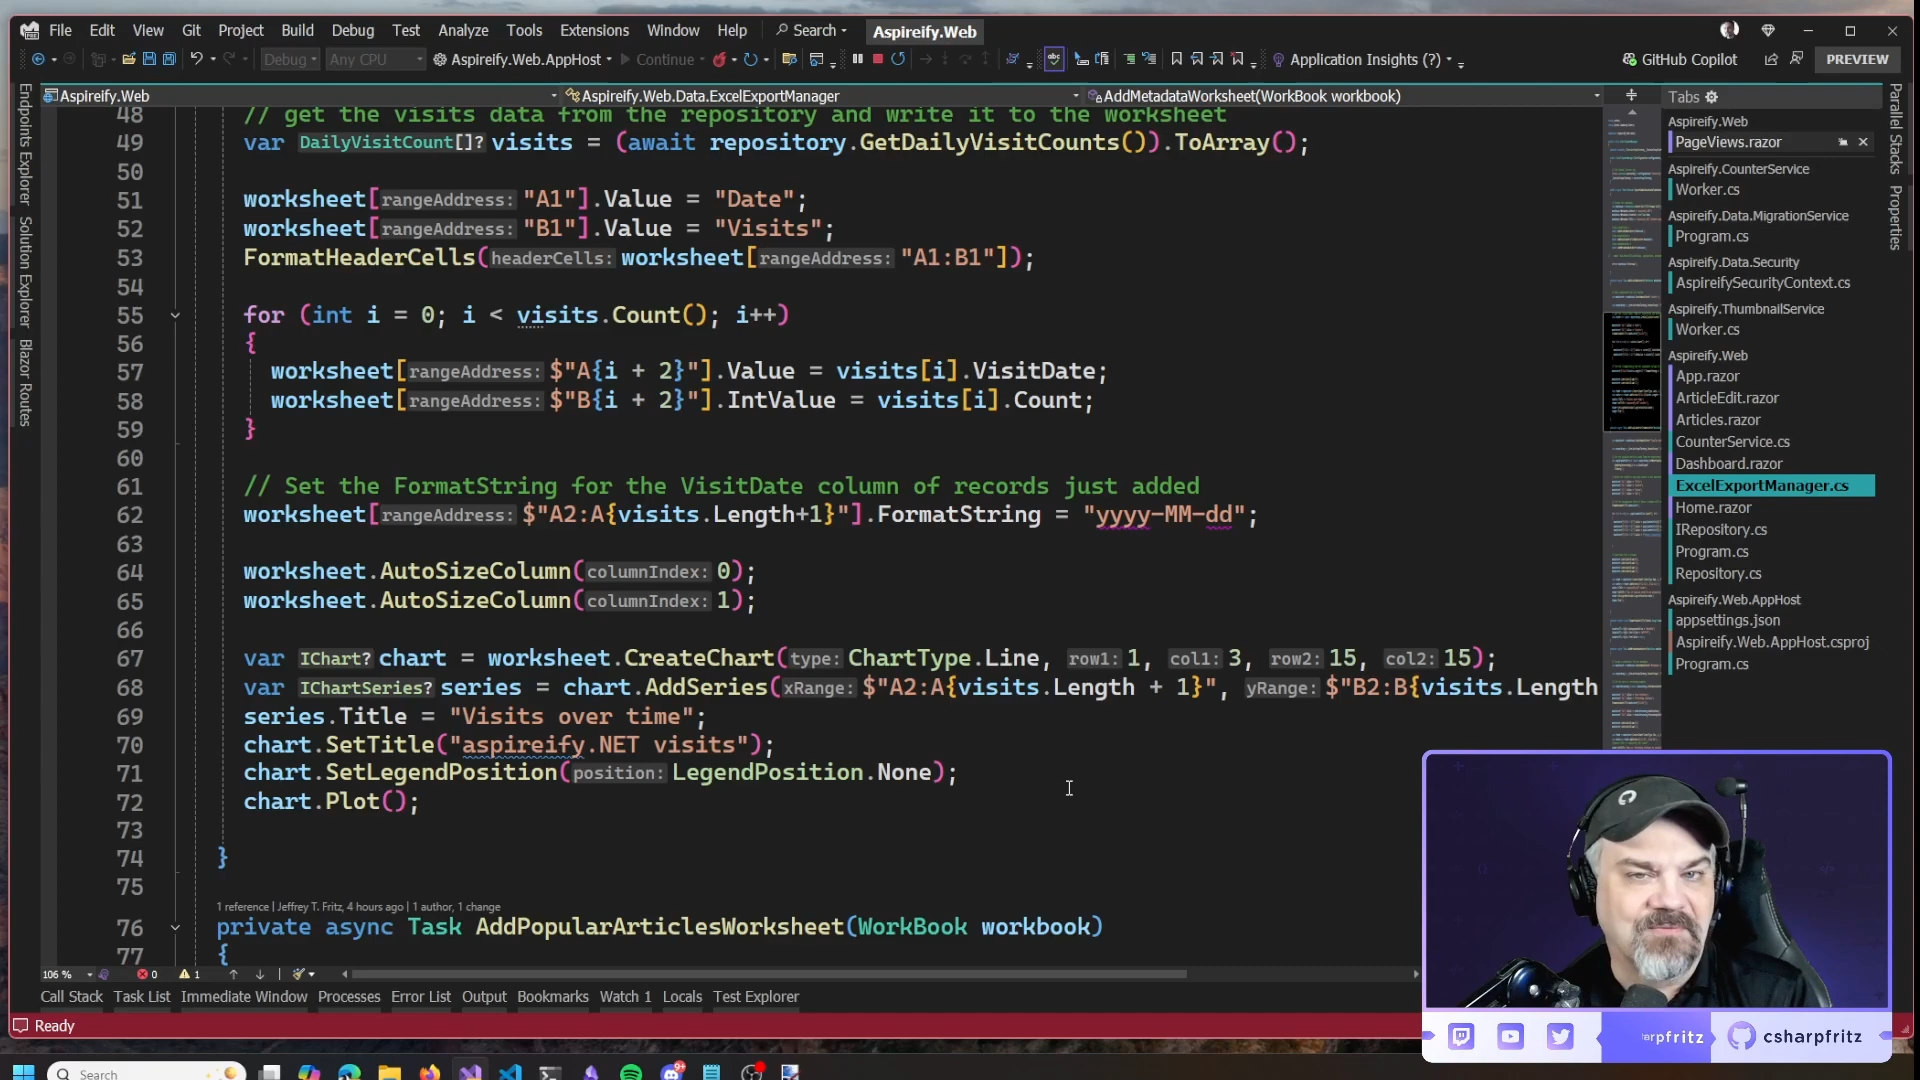 File Edit View Git Project Build Debug Test Analyze Tools Extensions Window Help Search Aspireify.Web
Debug Any CPU Aspireify.Web.AppHost Continue Application Insights (?) GitHub Copilot PREVIEW
Aspireify.Web Aspireify.Web.Data.ExcelExportManager AddMetadataWorksheet(WorkBook workbook)
48 // get the visits data from the repository and write it to the worksheet
49 var DailyVisitCount[]? visits = (await repository.GetDailyVisitCounts()).ToArray();
50
51 worksheet[rangeAddress: "A1"].Value = "Date";
52 worksheet[rangeAddress: "B1"].Value = "Visits";
53 FormatHeaderCells(headerCells: worksheet[rangeAddress: "A1:B1"]);
54
55 for (int i = 0; i < visits.Count(); i++)
56 {
57 worksheet[rangeAddress: $"A{i + 2}"].Value = visits[i].VisitDate;
58 worksheet[rangeAddress: $"B{i + 2}"].IntValue = visits[i].Count;
59 }
60
61 // Set the FormatString for the VisitDate column of records just added
62 worksheet[rangeAddress: $"A2:A{visits.Length+1}"].FormatString = "yyyy-MM-dd";
63
64 worksheet.AutoSizeColumn(columnIndex: 0);
65 worksheet.AutoSizeColumn(columnIndex: 1);
66
67 var IChart? chart = worksheet.CreateChart(type: ChartType.Line, row1: 1, col1: 3, row2: 15, col2: 15);
68 var IChartSeries? series = chart.AddSeries(xRange: $"A2:A{visits.Length + 1}", yRange: $"B2:B{visits.Length
69 series.Title = "Visits over time";
70 chart.SetTitle("aspireify.NET visits");
71 chart.SetLegendPosition(position: LegendPosition.None);
72 chart.Plot();
73
74 }
75
1 reference | Jeffrey T. Fritz, 4 hours ago | 1 author, 1 change
76 private async Task AddPopularArticlesWorksheet(WorkBook workbook)
77 {
106 % 0 1
Call Stack Task List Immediate Window Processes Error List Output Bookmarks Watch 1 Locals Test Explorer
Ready
Search
Endpoints Explorer
Solution Explorer
Blazor Routes
Tabs
Aspireify.Web
PageViews.razor
Aspireify.CounterService
Worker.cs
Aspireify.Data.MigrationService
Program.cs
Aspireify.Data.Security
AspireifySecurityContext.cs
Aspireify.ThumbnailService
Worker.cs
Aspireify.Web
App.razor
ArticleEdit.razor
Articles.razor
CounterService.cs
Dashboard.razor
ExcelExportManager.cs
Home.razor
IRepository.cs
Program.cs
Repository.cs
Aspireify.Web.AppHost
appsettings.json
Aspireify.Web.AppHost.csproj
Program.cs
Parallel Stacks
Properties
arpfritz csharpfritz